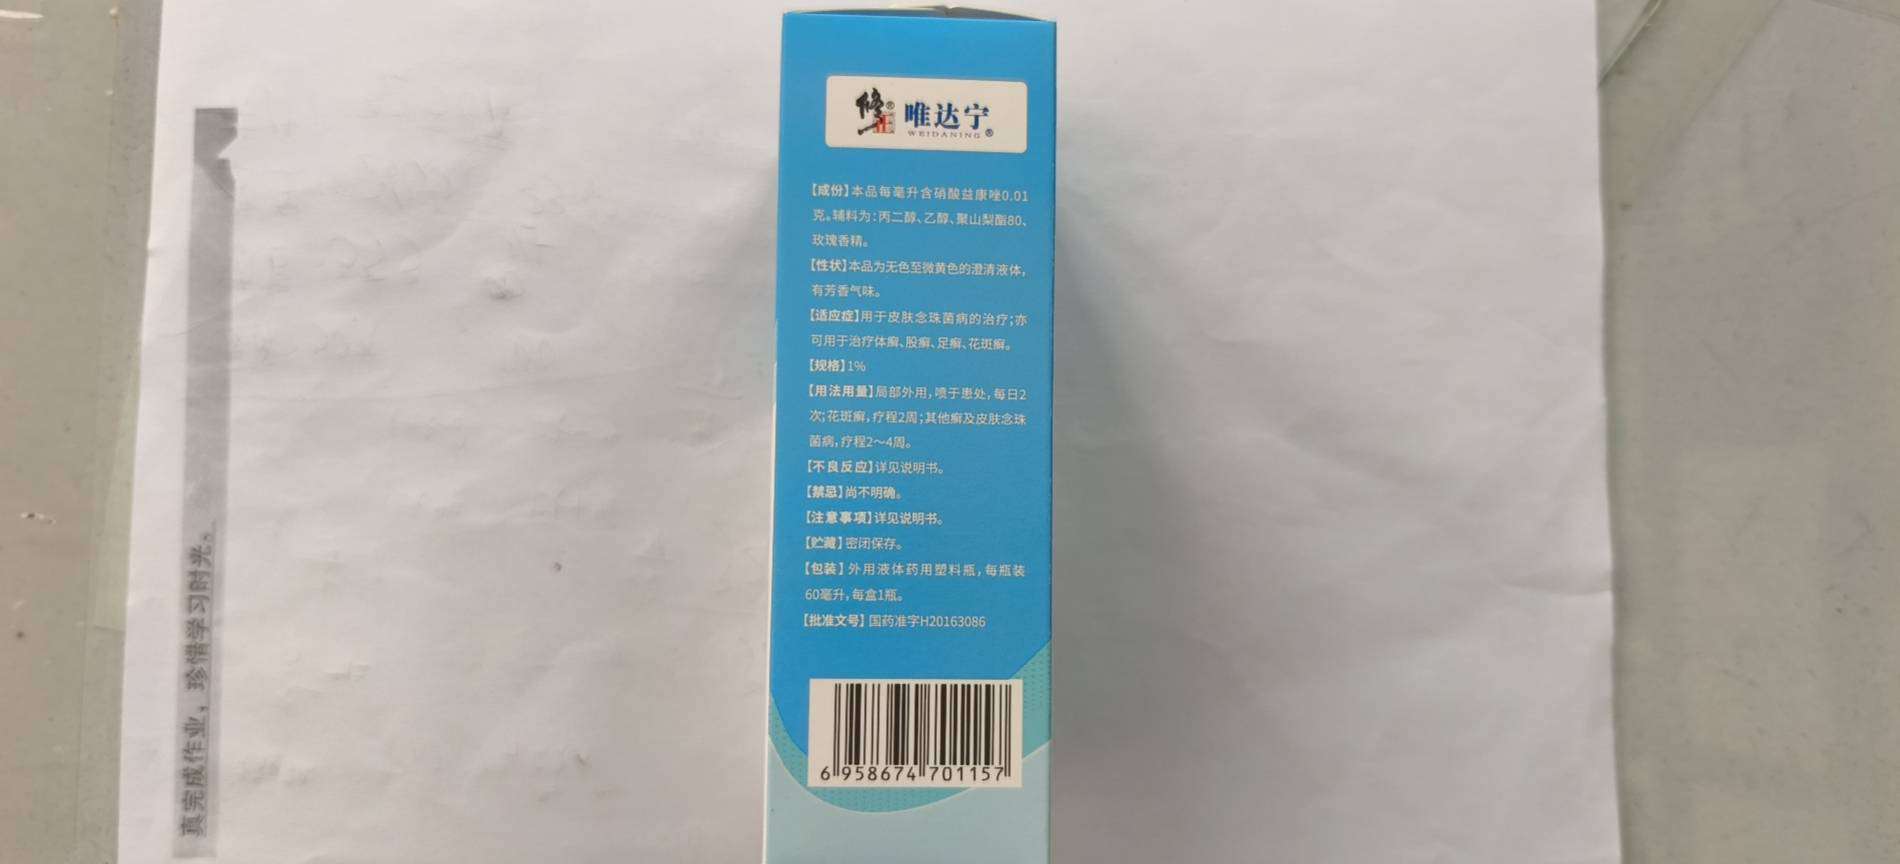 修正® 唯达宁
WEIDANING®
【成份】本品每毫升含硝酸益康唑0.01
克。辅料为：丙二醇、乙醇、聚山梨酯80、
玫瑰香精。
【性状】本品为无色至微黄色的澄清液体，
有芳香气味。
【适应症】用于皮肤念珠菌病的治疗；亦
可用于治疗体癣、股癣、足癣、花斑癣。
【规格】1%
【用法用量】局部外用，喷于患处，每日2
次；花斑癣，疗程2周；其他癣及皮肤念珠
菌病，疗程2～4周。
【不良反应】详见说明书。
【禁忌】尚不明确。
【注意事项】详见说明书。
【贮藏】密闭保存。
【包装】外用液体药用塑料瓶，每瓶装
60毫升，每盒1瓶。
【批准文号】国药准字H20163086
6 958674 701157
真完成作业，珍惜学习时光。